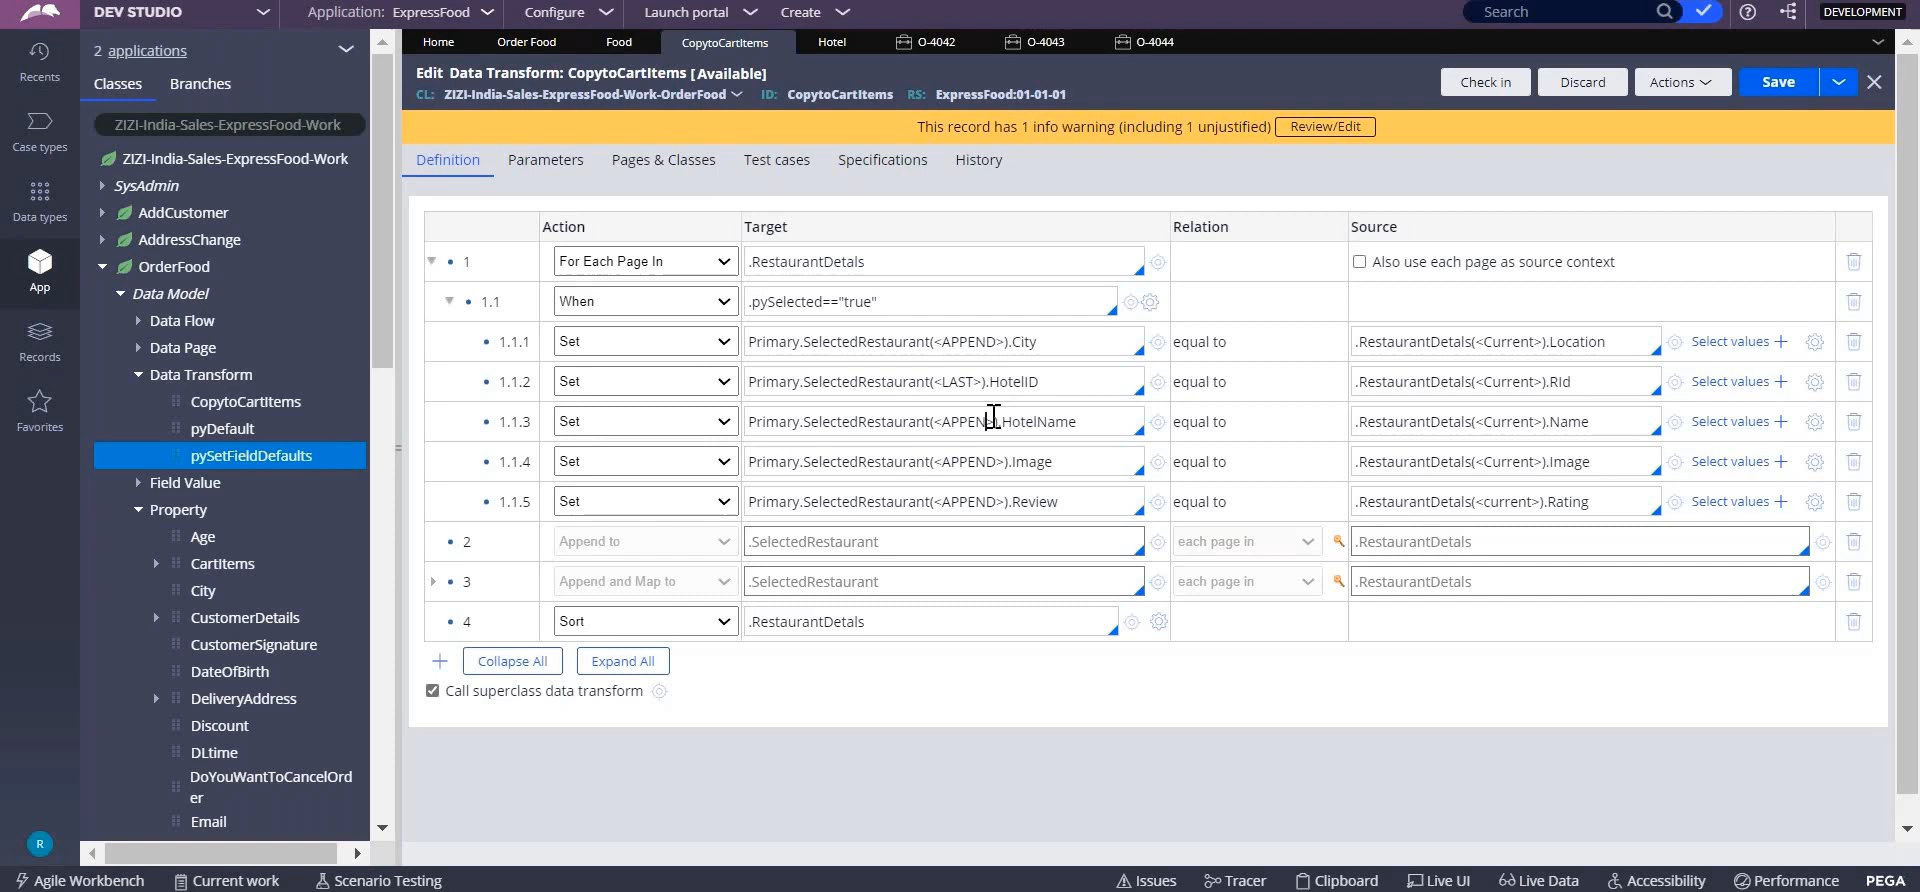 DEV STUDIO
Application: ExpressFood
Configure
Launch portal
Create
Search
DEVELOPMENT
Recents
Case types
Data types
App
Records
Favorites
R
2 applications
Classes
Branches
ZIZI-India-Sales-ExpressFood-Work
ZIZI-India-Sales-ExpressFood-Work
SysAdmin
AddCustomer
AddressChange
OrderFood
Data Model
Data Flow
Data Page
Data Transform
CopytoCartItems
pyDefault
pySetFieldDefaults
Field Value
Property
Age
CartItems
City
CustomerDetails
CustomerSignature
DateOfBirth
DeliveryAddress
Discount
DLtime
DoYouWantToCancelOrd
er
Email
Home
Order Food
Food
CopytoCartItems
Hotel
O-4042
O-4043
O-4044
Edit Data Transform: CopytoCartItems [Available]
CL: ZIZI-India-Sales-ExpressFood-Work-OrderFood ID: CopytoCartItems RS: ExpressFood:01-01-01
Check in
Discard
Actions
Save
This record has 1 info warning (including 1 unjustified) Review/Edit
Definition
Parameters
Pages & Classes
Test cases
Specifications
History
Action Target Relation Source
1 For Each Page In .RestaurantDetals Also use each page as source context
1.1 When .pySelected=="true"
1.1.1 Set Primary.SelectedRestaurant(<APPEND>).City equal to .RestaurantDetals(<Current>).Location Select values
1.1.2 Set Primary.SelectedRestaurant(<LAST>).HotelID equal to .RestaurantDetals(<Current>).RId Select values
1.1.3 Set Primary.SelectedRestaurant(<APPEND>).HotelName equal to .RestaurantDetals(<Current>).Name Select values
1.1.4 Set Primary.SelectedRestaurant(<APPEND>).Image equal to .RestaurantDetals(<Current>).Image Select values
1.1.5 Set Primary.SelectedRestaurant(<APPEND>).Review equal to .RestaurantDetals(<current>).Rating Select values
2 Append to .SelectedRestaurant each page in .RestaurantDetals
3 Append and Map to .SelectedRestaurant each page in .RestaurantDetals
4 Sort .RestaurantDetals
Collapse All
Expand All
Call superclass data transform
Agile Workbench
Current work
Scenario Testing
Issues
Tracer
Clipboard
Live UI
Live Data
Accessibility
Performance
PEGA